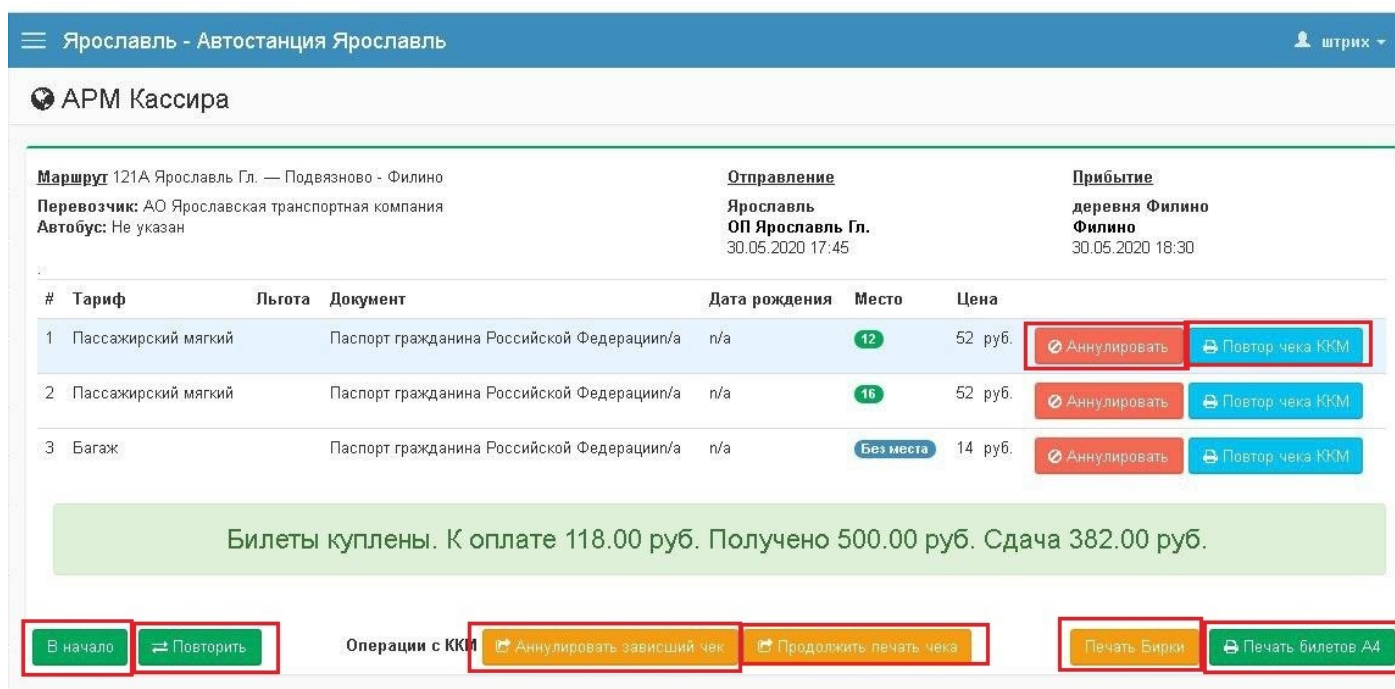 Ярославль - Автостанция Ярославль
штрих
АРМ Кассира
Маршрут 121А Ярославль Гл. — Подвязново - Филино
Перевозчик: АО Ярославская транспортная компания
Автобус: Не указан
.
Отправление
Ярославль
ОП Ярославль Гл.
30.05.2020 17:45
Прибытие
деревня Филино
Филино
30.05.2020 18:30
# Тариф Льгота Документ Дата рождения Место Цена
1 Пассажирский мягкий Паспорт гражданина Российской Федерацииn/a n/a 12 52 руб. Аннулировать Повтор чека ККМ
2 Пассажирский мягкий Паспорт гражданина Российской Федерацииn/a n/a 16 52 руб. Аннулировать Повтор чека ККМ
3 Багаж Паспорт гражданина Российской Федерацииn/a n/a Без места 14 руб. Аннулировать Повтор чека ККМ
Билеты куплены. К оплате 118.00 руб. Получено 500.00 руб. Сдача 382.00 руб.
В начало Повторить Операции с ККМ Аннулировать зависший чек Продолжить печать чека Печать Бирки Печать билетов А4